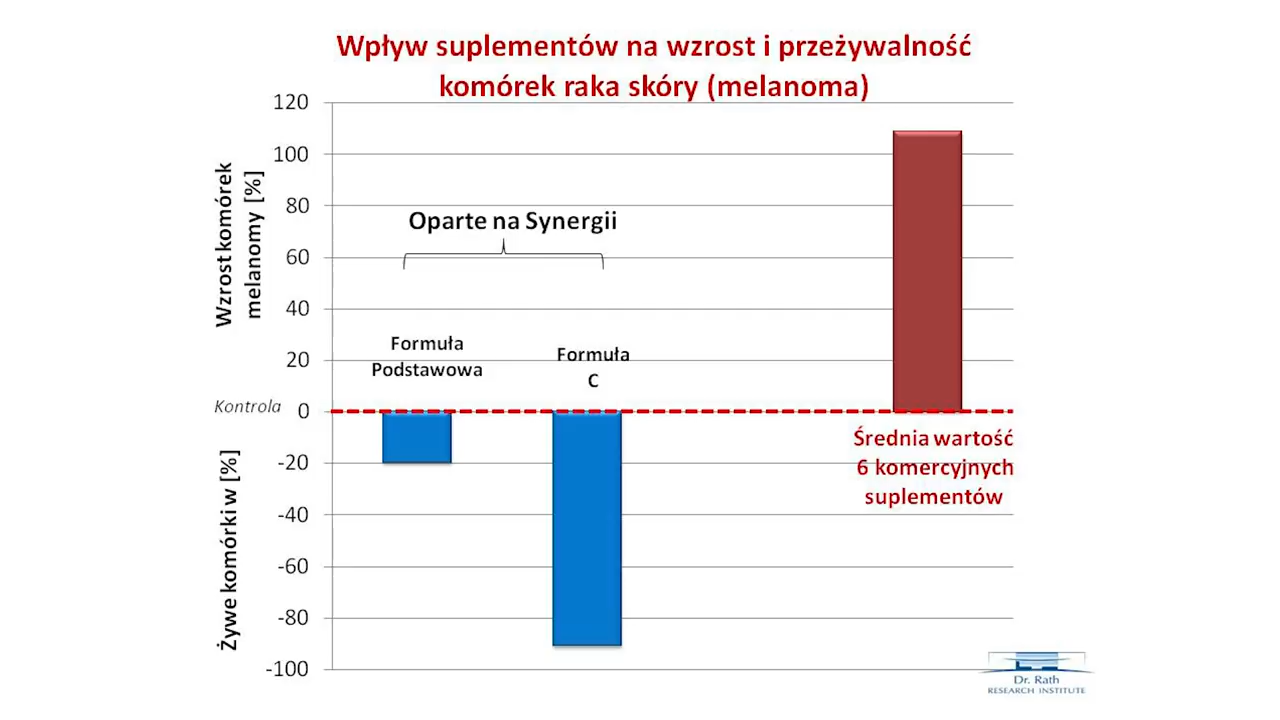 Wpływ suplementów na wzrost i przeżywalność
komórek raka skóry (melanoma)
120
100
80
60
40
20
0
-20
-40
-60
-80
-100
Wzrost komórek
melanomy [%]
Kontrola
Żywe komórki w [%]
Oparte na Synergii
Formuła
Podstawowa
Formuła
C
Średnia wartość
6 komercyjnych
suplementów
Dr. Rath
RESEARCH INSTITUTE